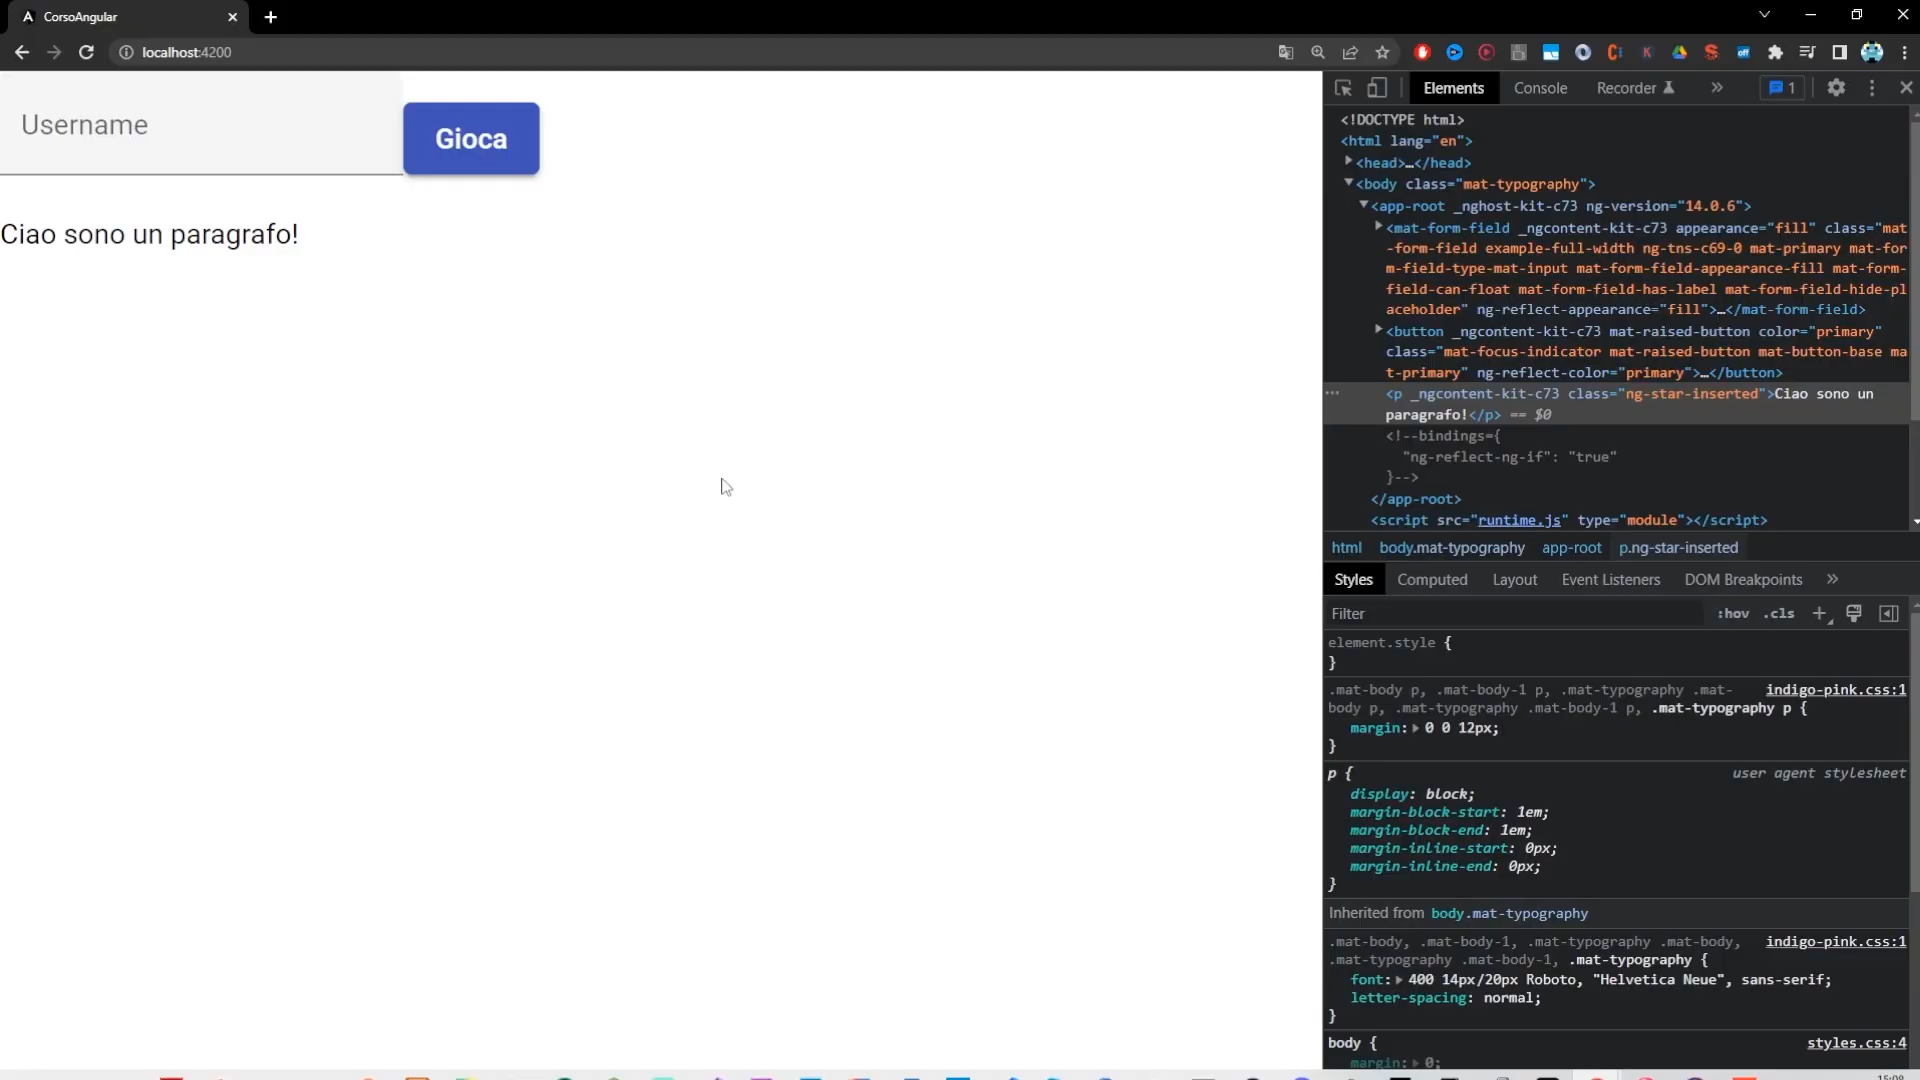 CorsoAngular
localhost:4200
Username
Gioca
Ciao sono un paragrafo!
Elements Console Recorder 1
<!DOCTYPE html>
<html lang="en">
<head>…</head>
<body class="mat-typography">
<app-root _nghost-kit-c73 ng-version="14.0.6">
<mat-form-field _ngcontent-kit-c73 appearance="fill" class="mat
-form-field example-full-width ng-tns-c69-0 mat-primary mat-for
m-field-type-mat-input mat-form-field-appearance-fill mat-form-
field-can-float mat-form-field-has-label mat-form-field-hide-pl
aceholder" ng-reflect-appearance="fill">…</mat-form-field>
<button _ngcontent-kit-c73 mat-raised-button color="primary"
class="mat-focus-indicator mat-raised-button mat-button-base ma
t-primary" ng-reflect-color="primary">…</button>
<p _ngcontent-kit-c73 class="ng-star-inserted">Ciao sono un
paragrafo!</p> == $0
<!--bindings={
"ng-reflect-ng-if": "true"
}-->
</app-root>
<script src="runtime.js" type="module"></script>
html body.mat-typography app-root p.ng-star-inserted
Styles Computed Layout Event Listeners DOM Breakpoints
Filter :hov .cls
element.style {
}
.mat-body p, .mat-body-1 p, .mat-typography .mat- indigo-pink.css:1
body p, .mat-typography .mat-body-1 p, .mat-typography p {
margin: 0 0 12px;
}
p { user agent stylesheet
display: block;
margin-block-start: 1em;
margin-block-end: 1em;
margin-inline-start: 0px;
margin-inline-end: 0px;
}
Inherited from body.mat-typography
.mat-body, .mat-body-1, .mat-typography .mat-body, indigo-pink.css:1
.mat-typography .mat-body-1, .mat-typography {
font: 400 14px/20px Roboto, "Helvetica Neue", sans-serif;
letter-spacing: normal;
}
body { styles.css:4
margin: 0;